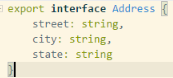 export interface Address {
street: string,
city: string,
state: string
}